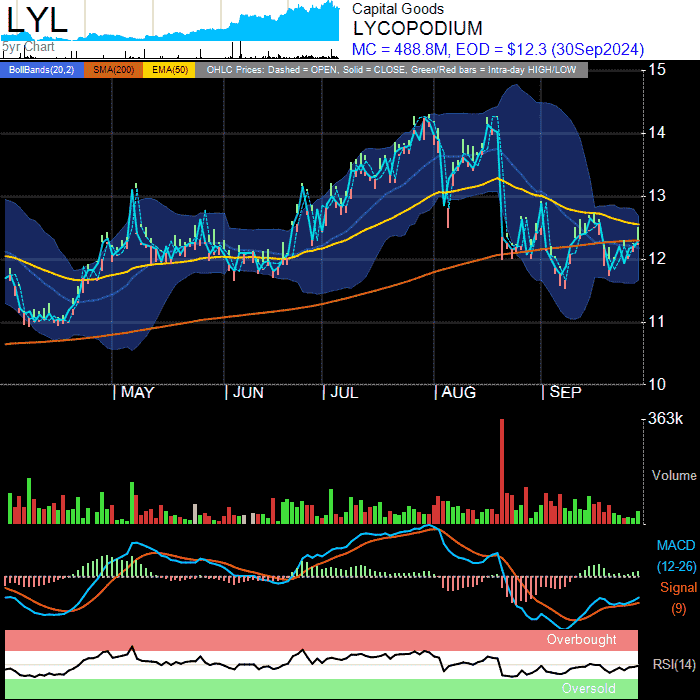 LYL
5yr Chart
Capital Goods
LYCOPODIUM
MC = 488.8M, EOD = $12.3 (30Sep2024)
BollBands(20,2) SMA(200) EMA(50) OHLC Prices: Dashed = OPEN, Solid = CLOSE, Green/Red bars = Intra-day HIGH/LOW
15
14
13
12
11
10
| MAY | JUN | JUL | AUG | SEP
363k
Volume
MACD
(12-26)
Signal
(9)
Overbought
RSI(14)
Oversold